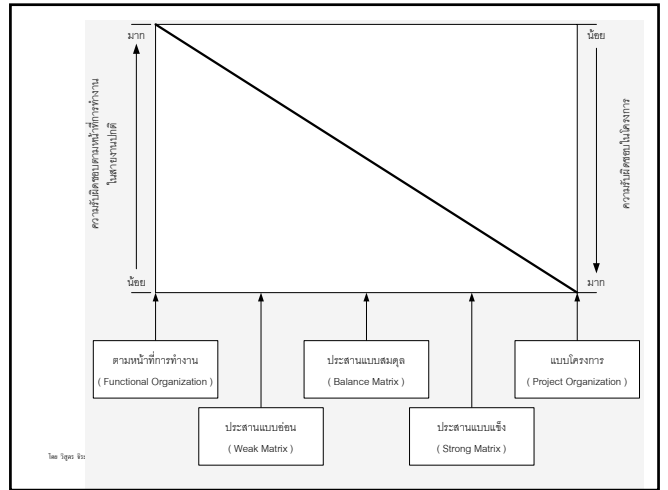 มาก
น้อย
ความรับผิดชอบตามหน้าที่การทำงาน
ในสายงานปกติ
ความรับผิดชอบในโครงการ
น้อย
มาก
ตามหน้าที่การทำงาน
( Functional Organization )
ประสานแบบสมดุล
( Balance Matrix )
แบบโครงการ
( Project Organization )
ประสานแบบอ่อน
( Weak Matrix )
ประสานแบบแข็ง
( Strong Matrix )
โดย วิสูตร